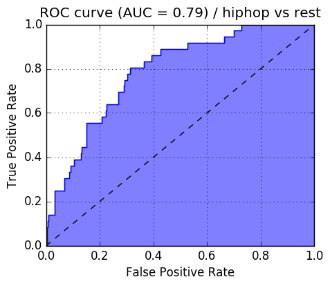 ROC curve (AUC = 0.79) / hiphop vs rest
1.0
0.8
0.6
0.4
0.2
0.0
True Positive Rate
0.0 0.2 0.4 0.6 0.8 1.0
False Positive Rate